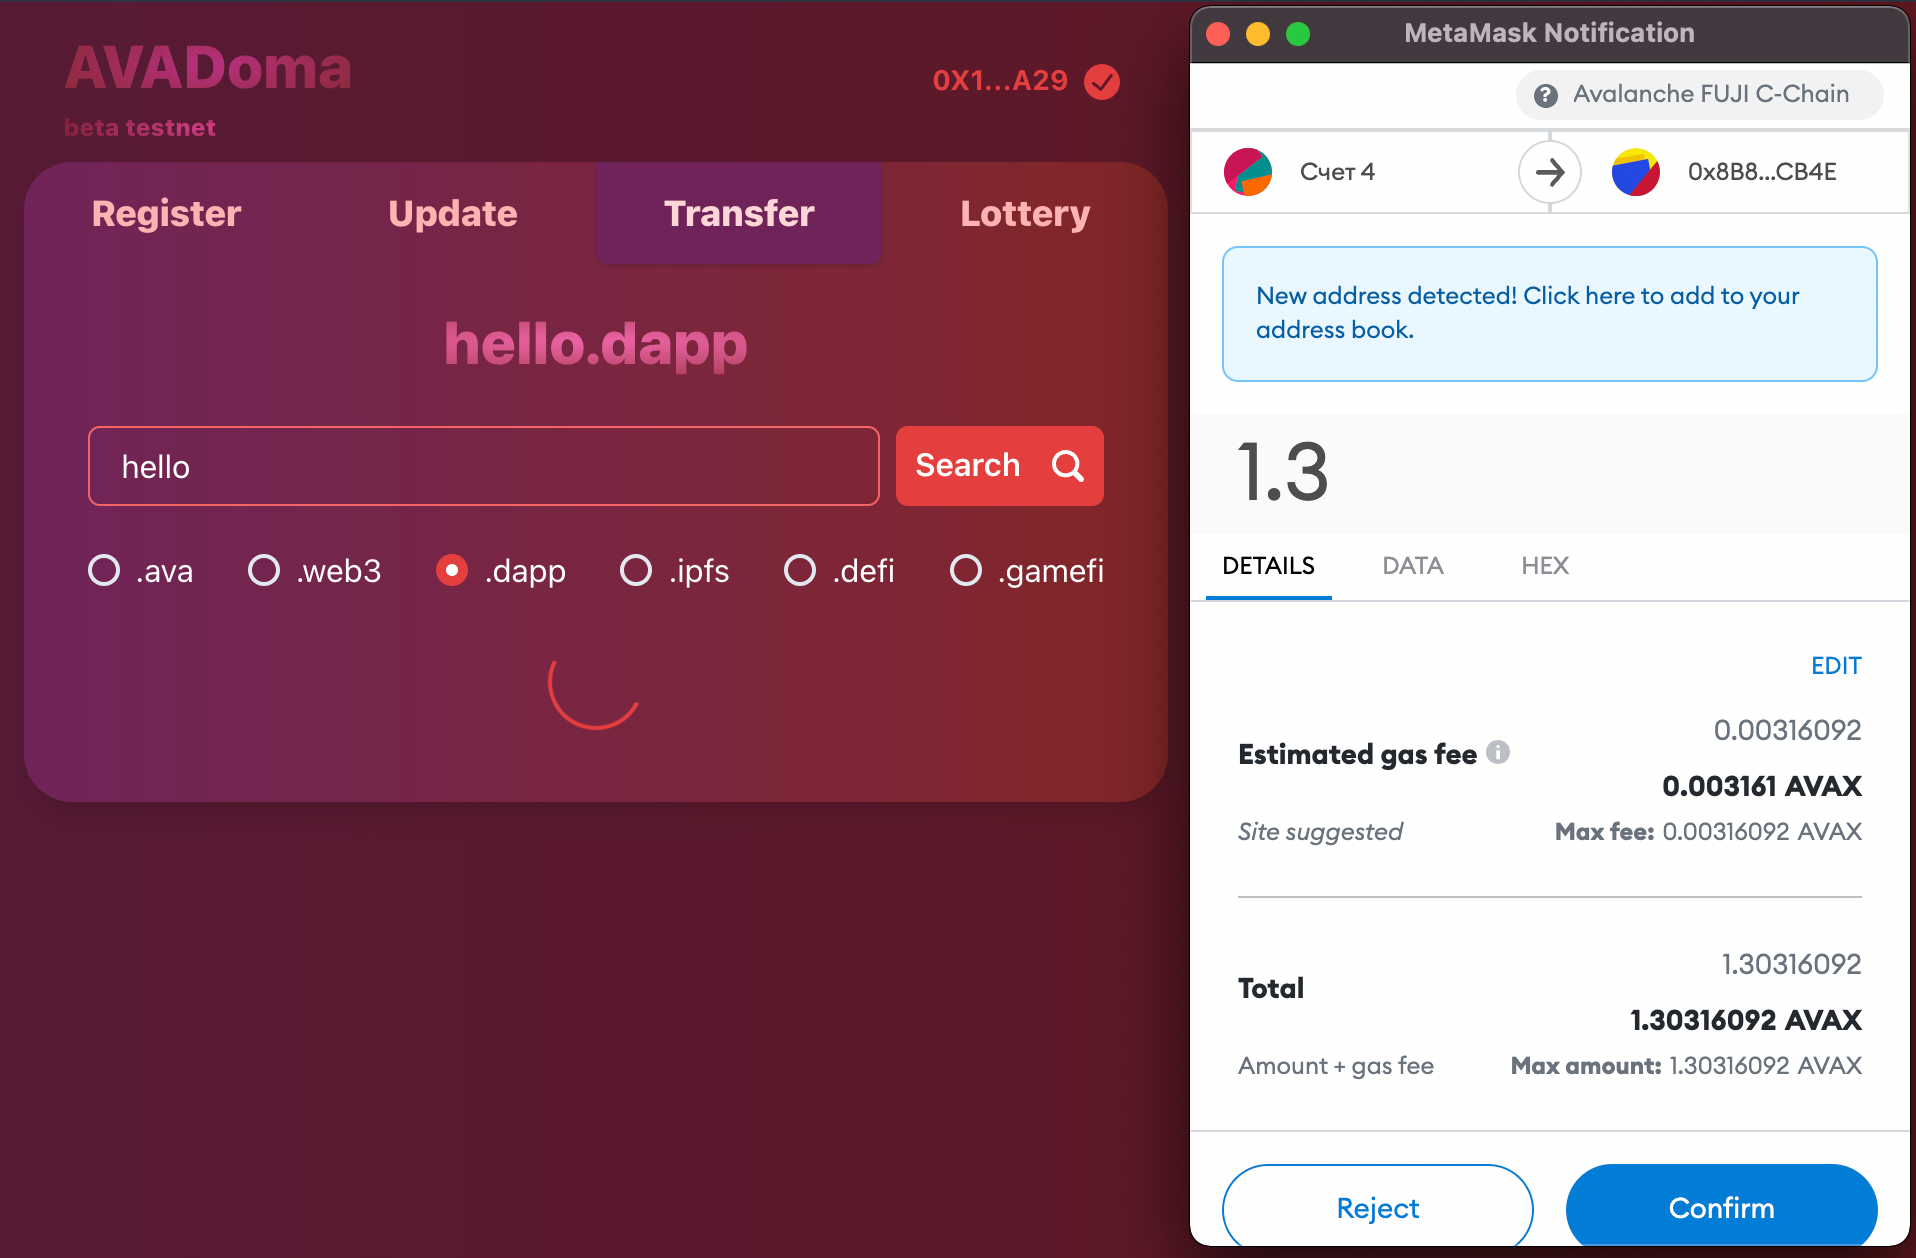 AVADoma
beta testnet
0X1...A29
Register Update Transfer Lottery
hello.dapp
hello
Search
.ava .web3 .dapp .ipfs .defi .gamefi
MetaMask Notification
Avalanche FUJI C-Chain
Счет 4
0x8B8...CB4E
New address detected! Click here to add to your
address book.
1.3
DETAILS DATA HEX
EDIT
0.00316092
Estimated gas fee
0.003161 AVAX
Site suggested
Max fee: 0.00316092 AVAX
1.30316092
Total
1.30316092 AVAX
Amount + gas fee
Max amount: 1.30316092 AVAX
Reject
Confirm